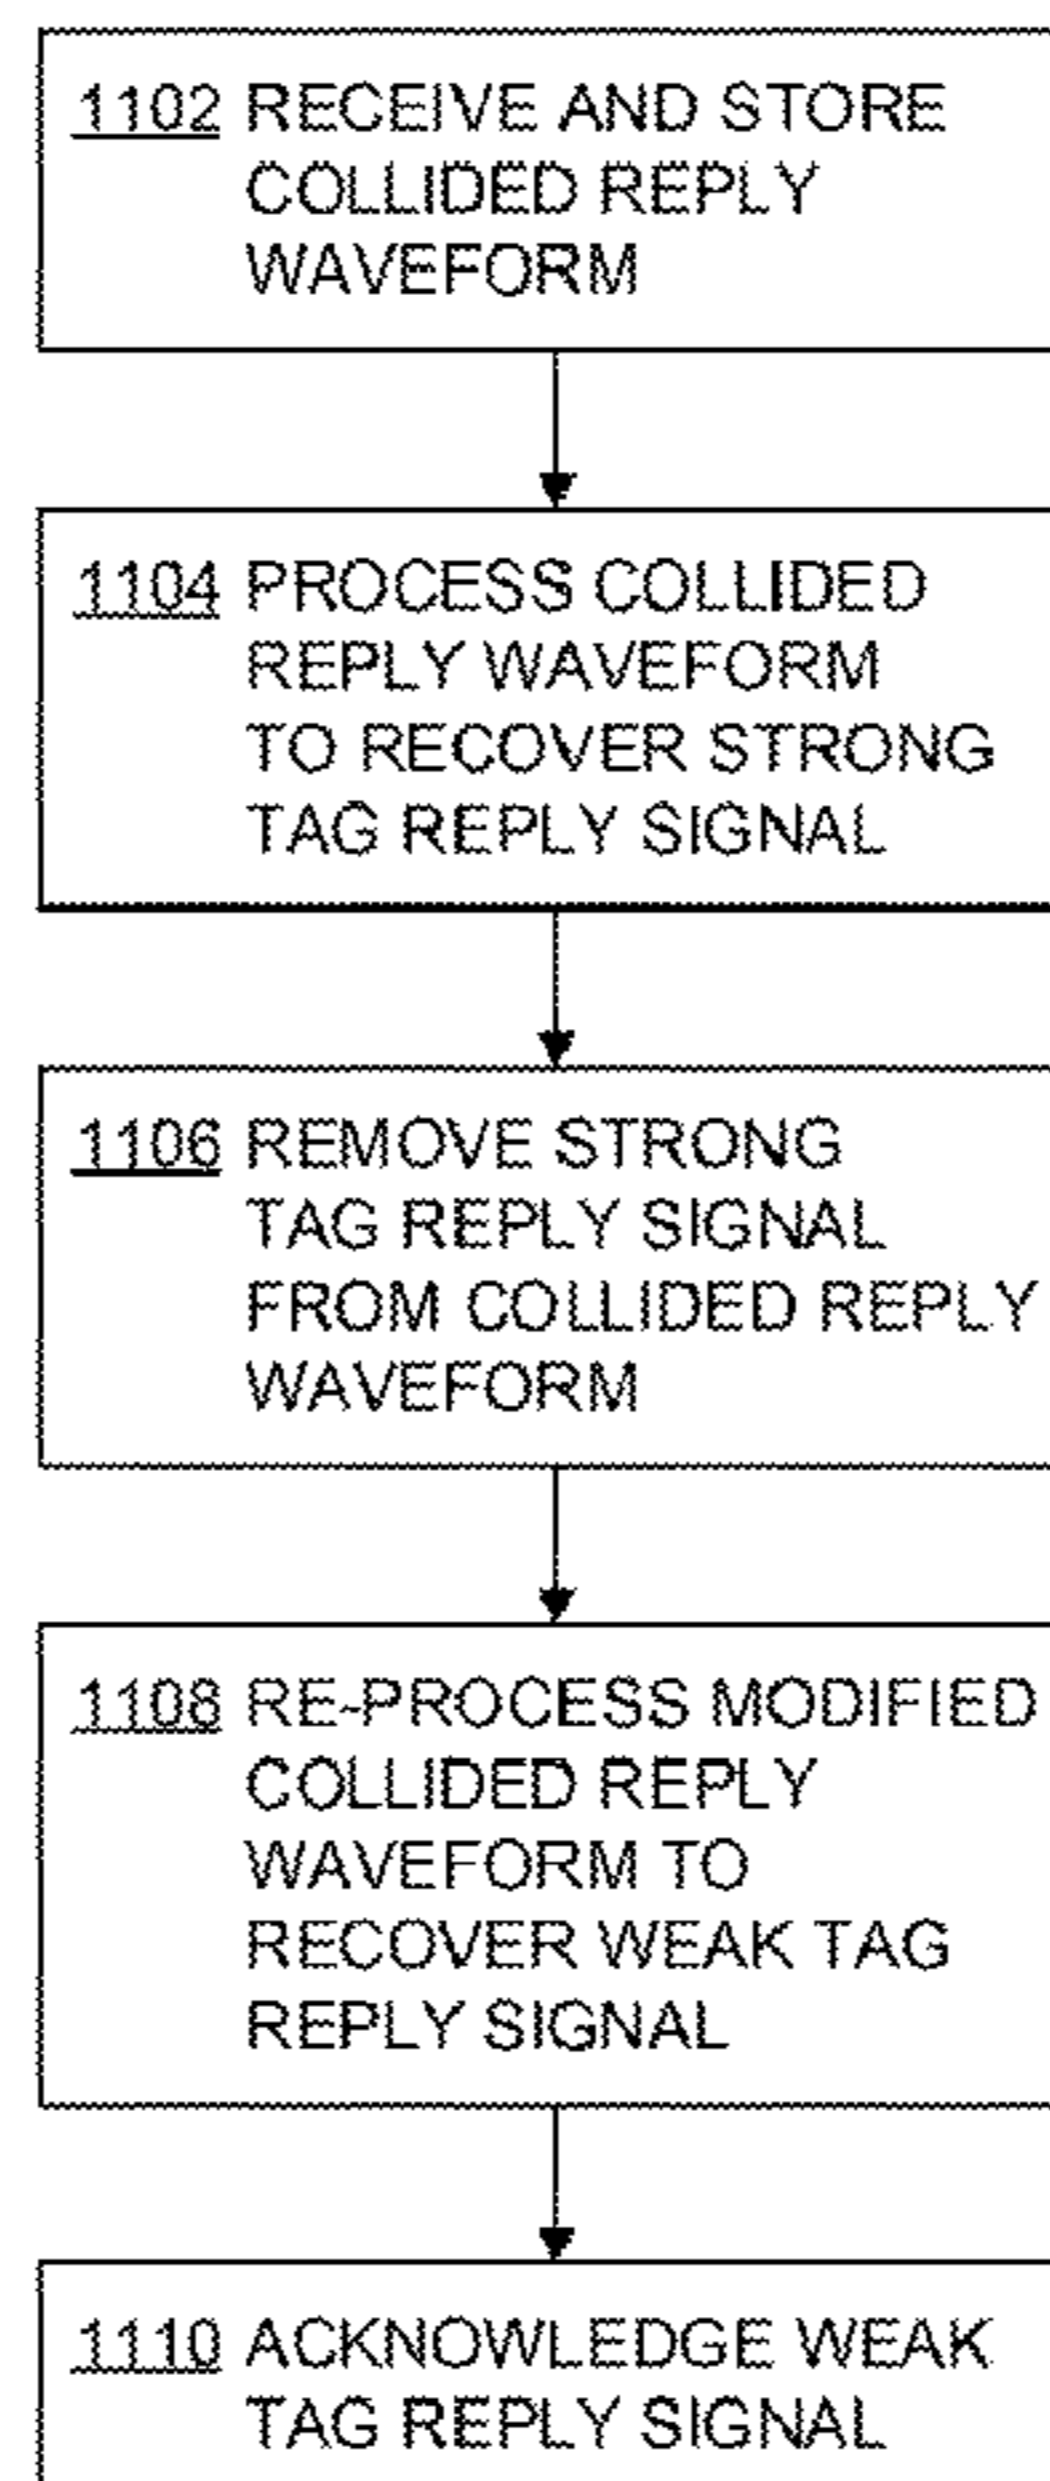 1102 RECEIVE AND STORE
COLLIDED REPLY
WAVEFORM
1104 PROCESS COLLIDED
REPLY WAVEFORM
TO RECOVER STRONG
TAG REPLY SIGNAL
1106 REMOVE STRONG
TAG REPLY SIGNAL
FROM COLLIDED REPLY
WAVEFORM
1108 RE-PROCESS MODIFIED
COLLIDED REPLY
WAVEFORM TO
RECOVER WEAK TAG
REPLY SIGNAL
1110 ACKNOWLEDGE WEAK
TAG REPLY SIGNAL